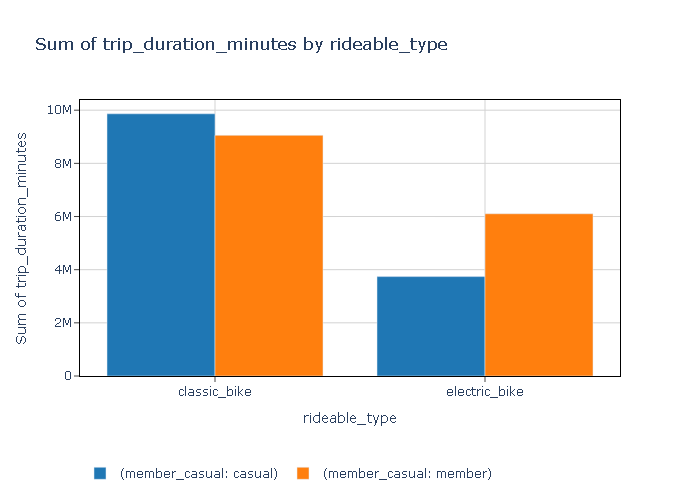 Sum of trip_duration_minutes by rideable_type
Sum of trip_duration_minutes
10M
8M
6M
4M
2M
0
classic_bike
electric_bike
rideable_type
(member_casual: casual)
(member_casual: member)